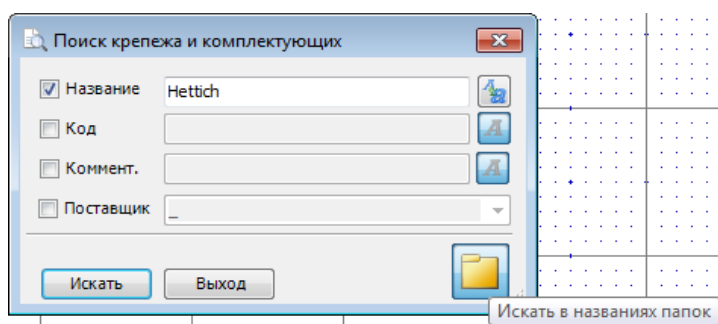 Поиск крепежа и комплектующих
Название Hettich
Код
Коммент.
Поставщик _
Искать Выход
Искать в названиях папок